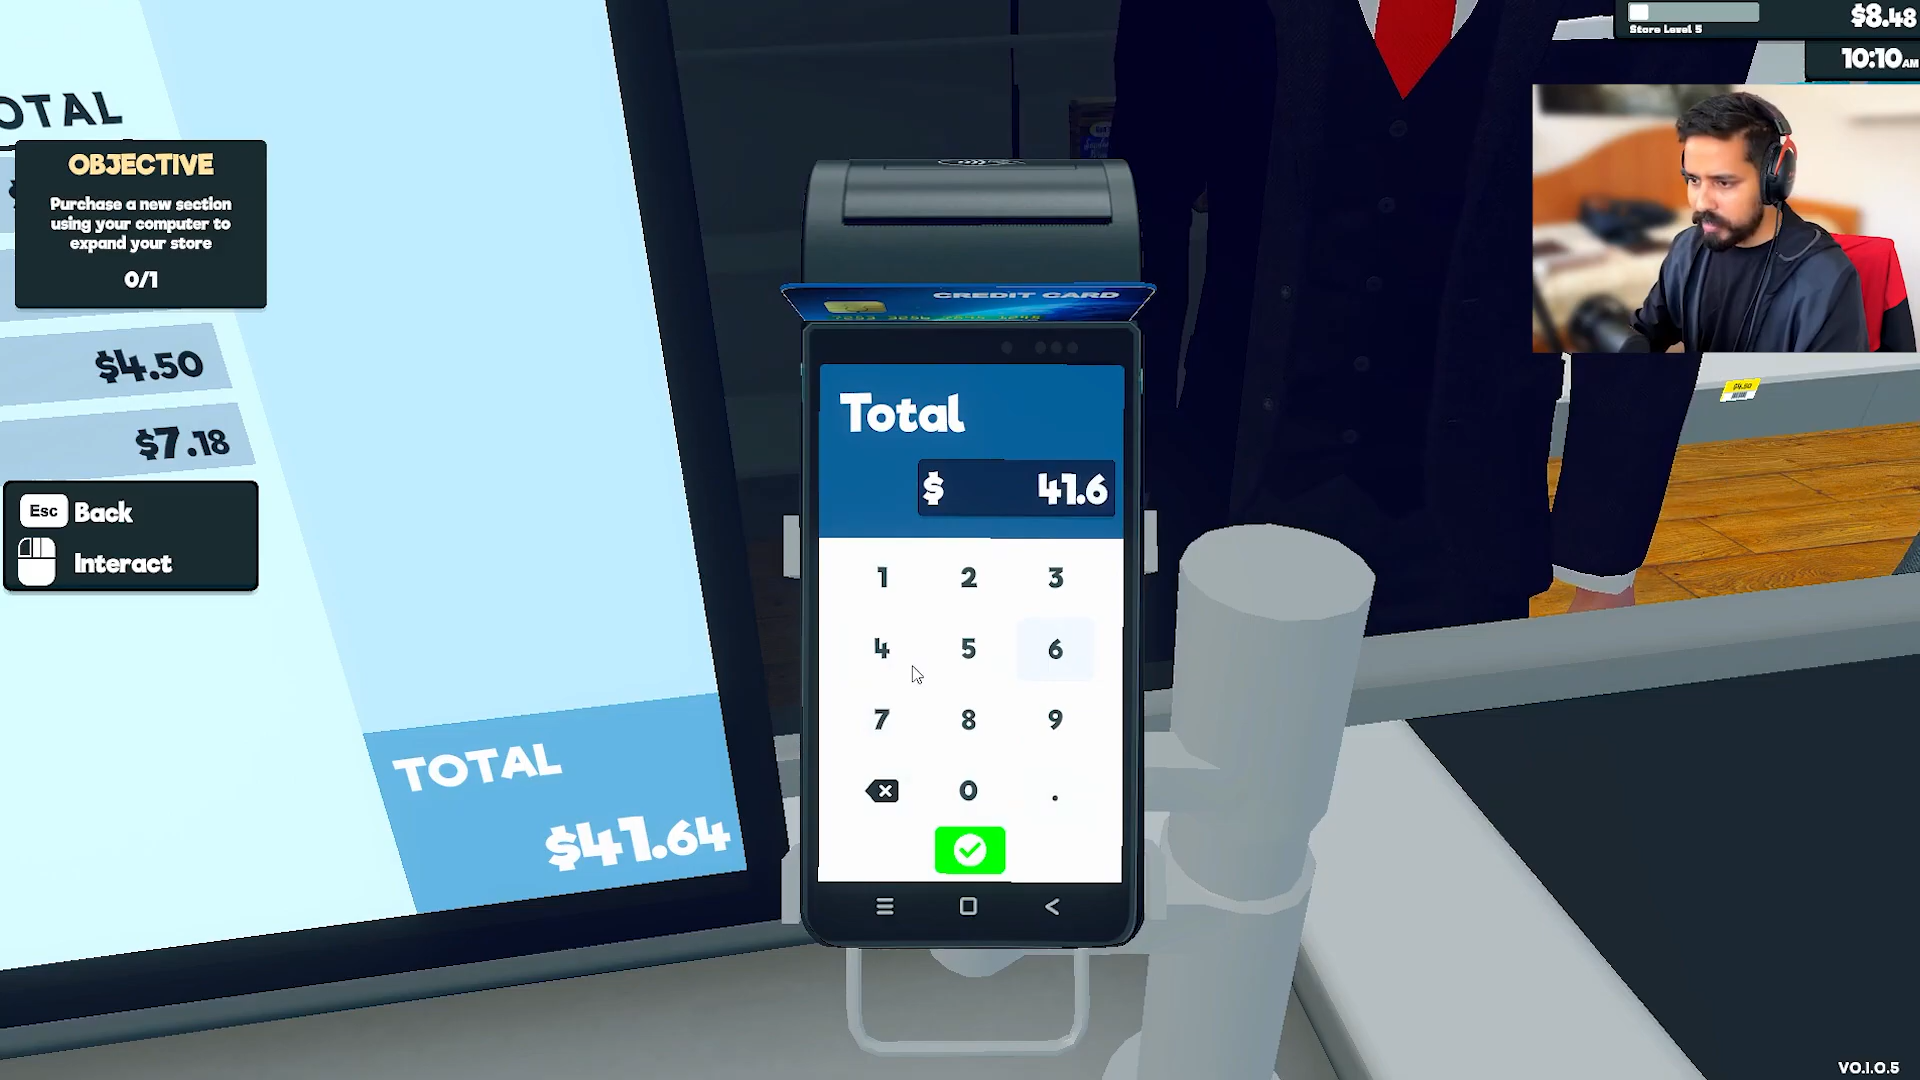 OTAL
OBJECTIVE
Purchase a new section
using your computer to
expand your store
0/1
$4.50
$7.18
Esc Back
Interact
TOTAL
$41.64
CREDIT CARD
Total
$ 41.6
1 2 3
4 5 6
7 8 9
0 .
Store Level 5
$8.48
10:10 AM
$4.50
V0.1.0.5